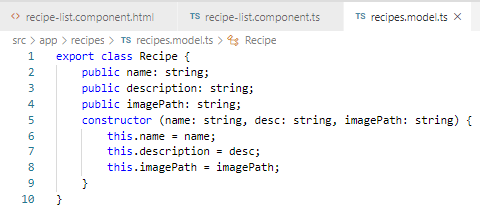 recipe-list.component.html TS recipe-list.component.ts TS recipes.model.ts
src > app > recipes > TS recipes.model.ts > Recipe
1 export class Recipe {
2 public name: string;
3 public description: string;
4 public imagePath: string;
5 constructor (name: string, desc: string, imagePath: string) {
6 this.name = name;
7 this.description = desc;
8 this.imagePath = imagePath;
9 }
10 }